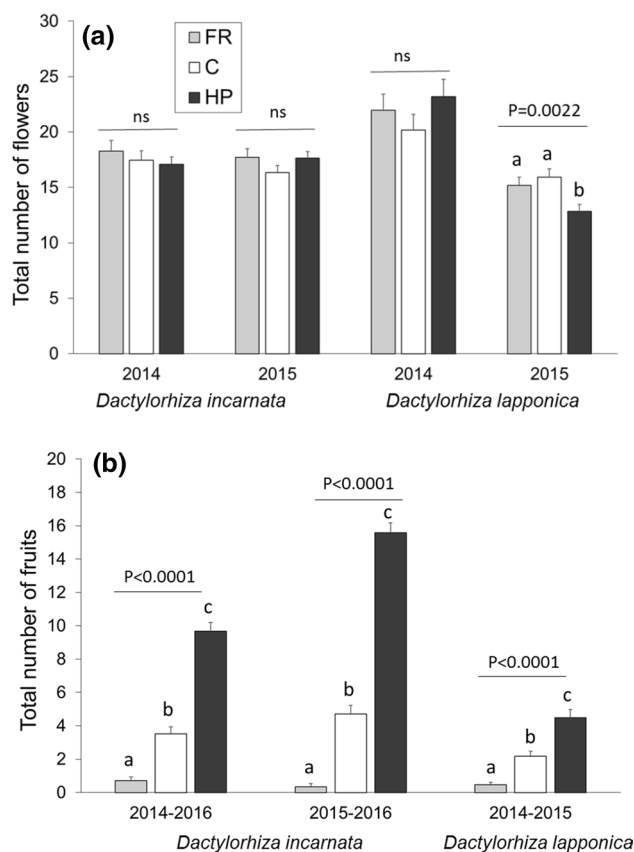 (a)
Total number of flowers
30
25
20
15
10
5
0
FR
C
HP
ns
ns
ns
P=0.0022
a a b
2014 2015 2014 2015
Dactylorhiza incarnata Dactylorhiza lapponica
(b)
Total number of fruits
20
18
16
14
12
10
8
6
4
2
0
P<0.0001
a b c
P<0.0001
a b c
P<0.0001
a b c
2014-2016 2015-2016 2014-2015
Dactylorhiza incarnata Dactylorhiza lapponica